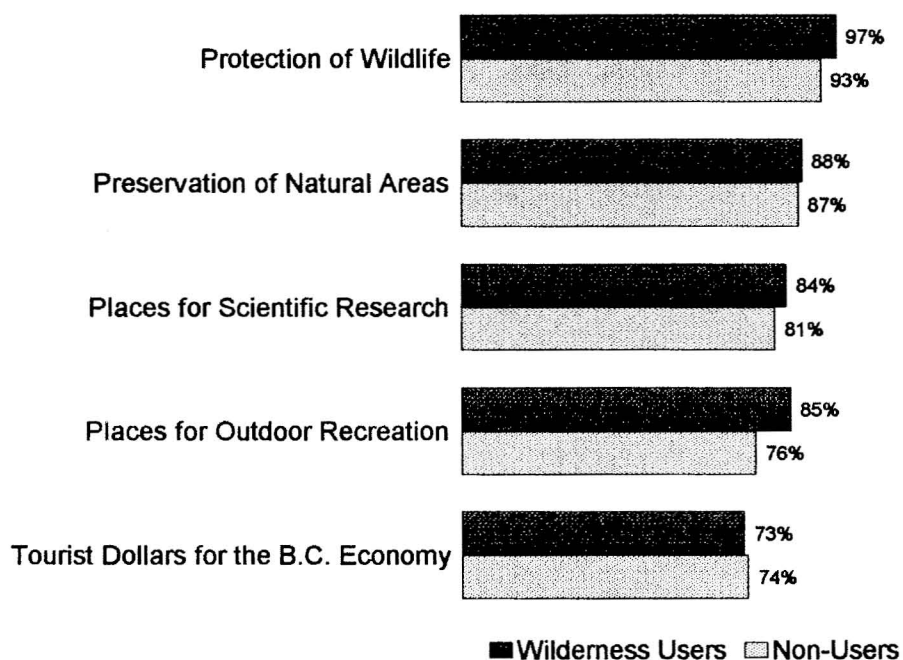 Protection of Wildlife
97%
93%
Preservation of Natural Areas
88%
87%
Places for Scientific Research
84%
81%
Places for Outdoor Recreation
85%
76%
Tourist Dollars for the B.C. Economy
73%
74%
Wilderness Users Non-Users